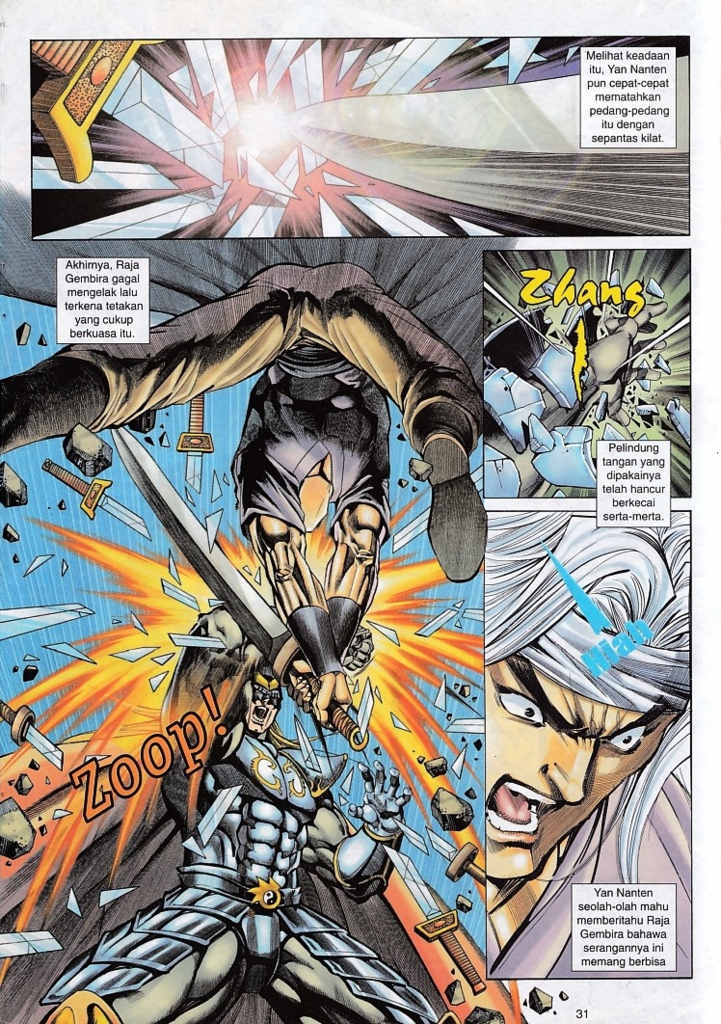 Melihat keadaan
itu, Yan Nanten
pun cepat-cepat
mematahkan
pedang-pedang
itu dengan
sepantas kilat.
Akhirnya, Raja
Gembira gagal
mengelak lalu
terkena tetakan
yang cukup
berkuasa itu.
Zhang
!
Pelindung
tangan yang
dipakainya
telah hancur
berkecai
serta-merta.
Zoop!
Hiah
!
Yan Nanten
seolah-olah mahu
memberitahu Raja
Gembira bahawa
serangannya ini
memang berbisa
31